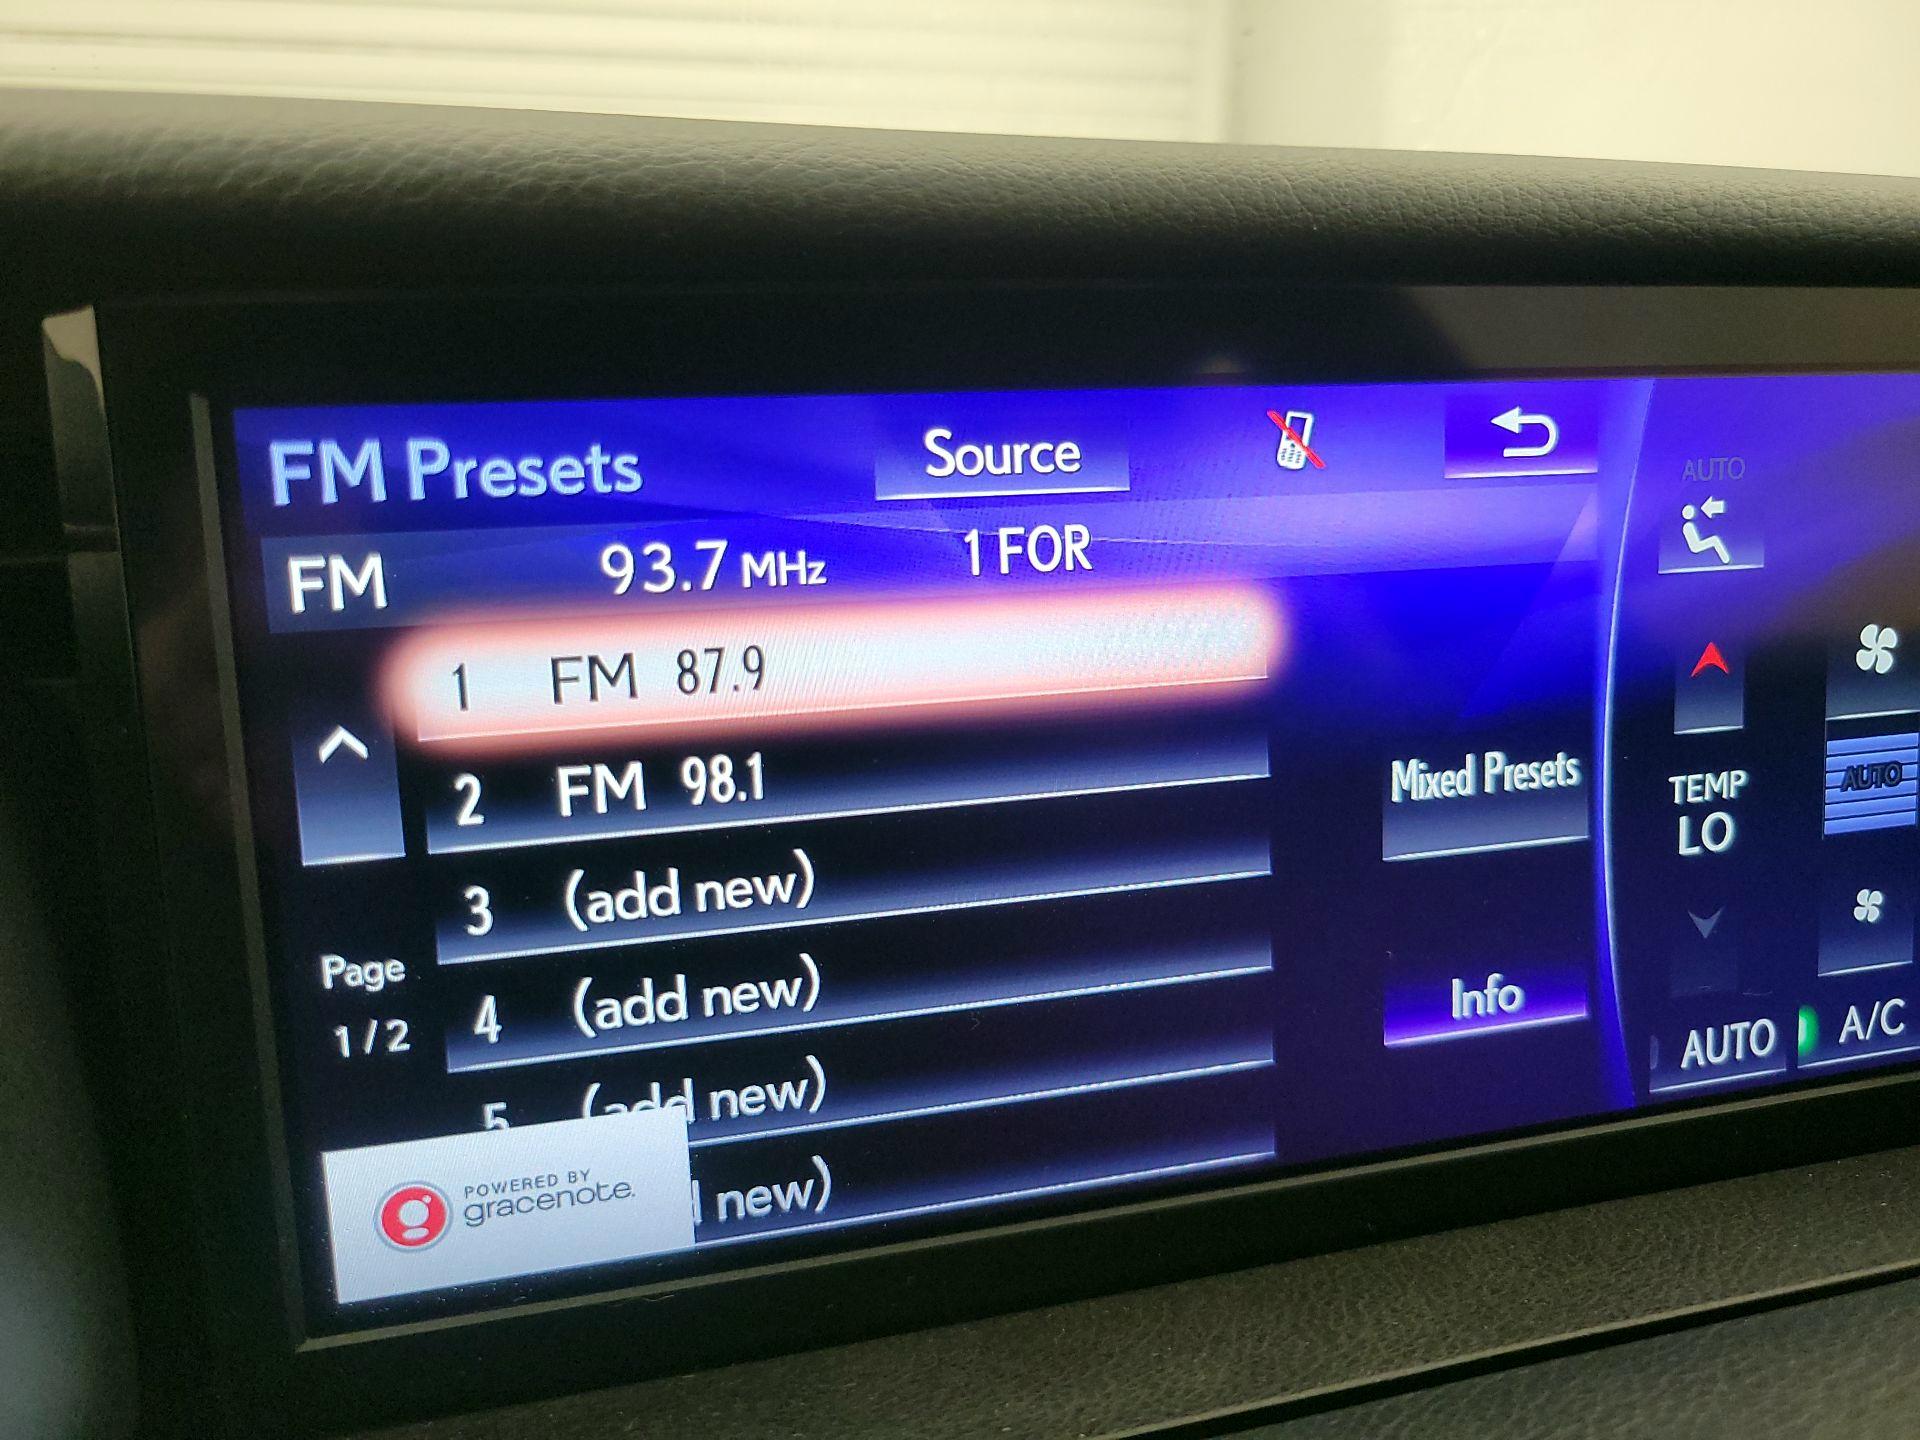 FM Presets
Source
FM 93.7 MHz 1 FOR
1 FM 87.9
2 FM 98.1
3 (add new)
4 (add new)
5 (add new)
new)
Page
1 / 2
Mixed Presets
Info
POWERED BY
gracenote.
AUTO
TEMP
LO
AUTO
AUTO
A/C